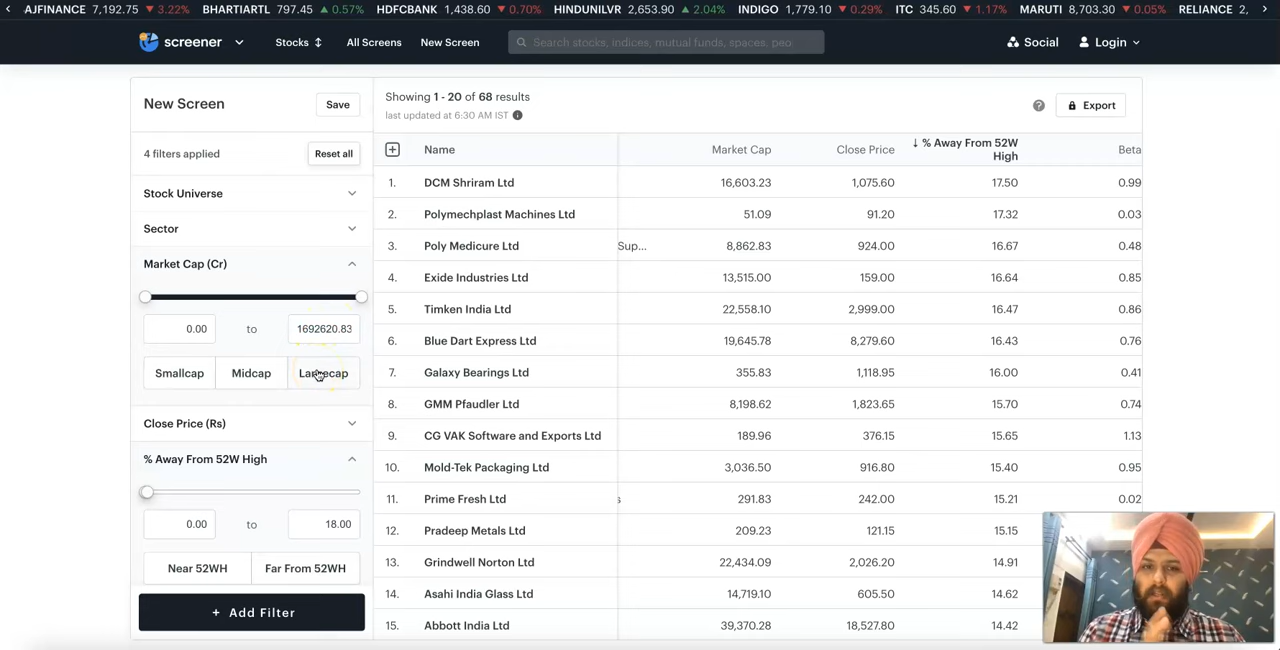 AJFINANCE 7,192.75 ▼ 3.22% BHARTIARTL 797.45 ▲ 0.57% HDFCBANK 1,438.60 ▼ 0.70% HINDUNILVR 2,653.90 ▲ 2.04% INDIGO 1,779.10 ▼ 0.29% ITC 345.60 ▼ 1.17% MARUTI 8,703.30 ▼ 0.05% RELIANCE 2,
screener Stocks All Screens New Screen Search stocks, indices, mutual funds, spaces, peo Social Login
New Screen Save
4 filters applied Reset all
Stock Universe
Sector
Market Cap (Cr)
0.00 to 1692620.83
Smallcap Midcap Largecap
Close Price (Rs)
% Away From 52W High
0.00 to 18.00
Near 52WH Far From 52WH
+ Add Filter
Showing 1 - 20 of 68 results
last updated at 6:30 AM IST
Export
Name Market Cap Close Price ↓ % Away From 52W High Beta
1. DCM Shriram Ltd 16,603.23 1,075.60 17.50 0.99
2. Polymechplast Machines Ltd 51.09 91.20 17.32 0.03
3. Poly Medicure Ltd Sup... 8,862.83 924.00 16.67 0.48
4. Exide Industries Ltd 13,515.00 159.00 16.64 0.85
5. Timken India Ltd 22,558.10 2,999.00 16.47 0.86
6. Blue Dart Express Ltd 19,645.78 8,279.60 16.43 0.76
7. Galaxy Bearings Ltd 355.83 1,118.95 16.00 0.41
8. GMM Pfaudler Ltd 8,198.62 1,823.65 15.70 0.74
9. CG VAK Software and Exports Ltd 189.96 376.15 15.65 1.13
10. Mold-Tek Packaging Ltd 3,036.50 916.80 15.40 0.95
11. Prime Fresh Ltd s 291.83 242.00 15.21 0.02
12. Pradeep Metals Ltd 209.23 121.15 15.15
13. Grindwell Norton Ltd 22,434.09 2,026.20 14.91
14. Asahi India Glass Ltd 14,719.10 605.50 14.62
15. Abbott India Ltd 39,370.28 18,527.80 14.42